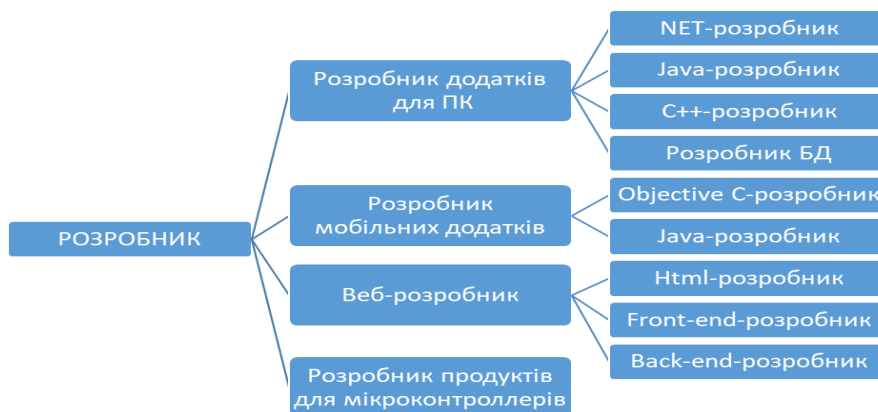 РОЗРОБНИК
Розробник додатків
для ПК
NET-розробник
Java-розробник
C++-розробник
Розробник БД
Розробник
мобільних додатків
Objective C-розробник
Java-розробник
Веб-розробник
Html-розробник
Front-end-розробник
Back-end-розробник
Розробник продуктів
для мікроконтроллерів